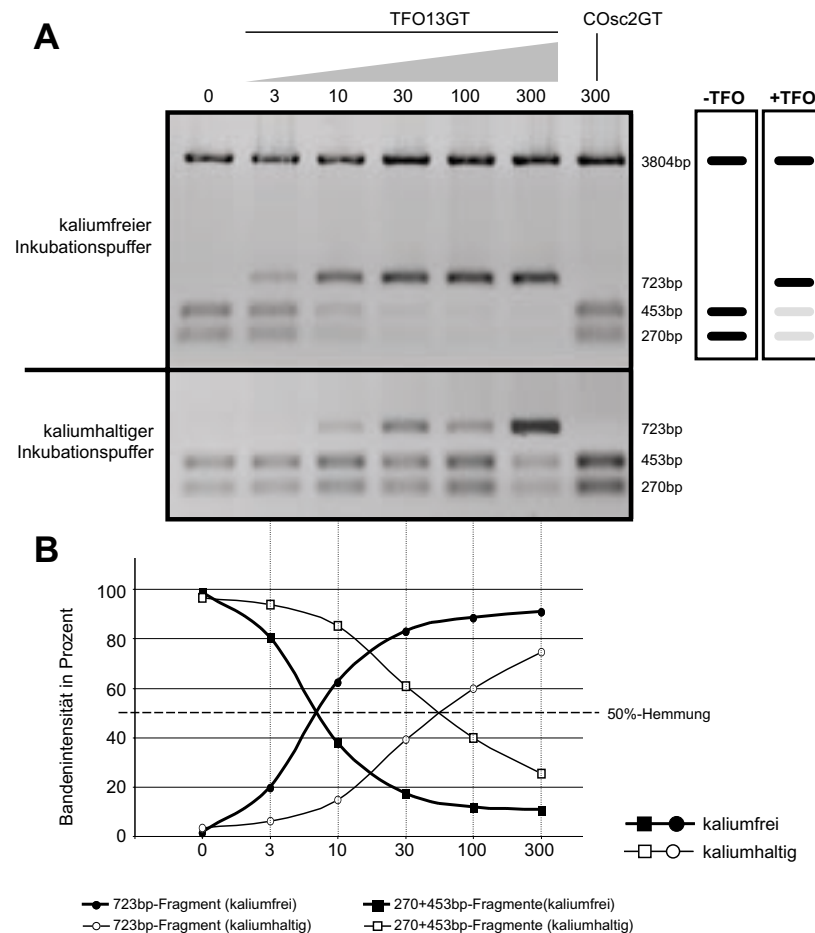 A
TFO13GT
COsc2GT
0 3 10 30 100 300 300
-TFO +TFO
3804bp
kaliumfreier
Inkubationspuffer
723bp
453bp
270bp
kaliumhaltiger
Inkubationspuffer
723bp
453bp
270bp
B
Bandenintensität in Prozent
100
80
60
50%-Hemmung
40
20
0
0 3 10 30 100 300
kaliumfrei
kaliumhaltig
723bp-Fragment (kaliumfrei)
270+453bp-Fragmente(kaliumfrei)
723bp-Fragment (kaliumhaltig)
270+453bp-Fragmente (kaliumhaltig)